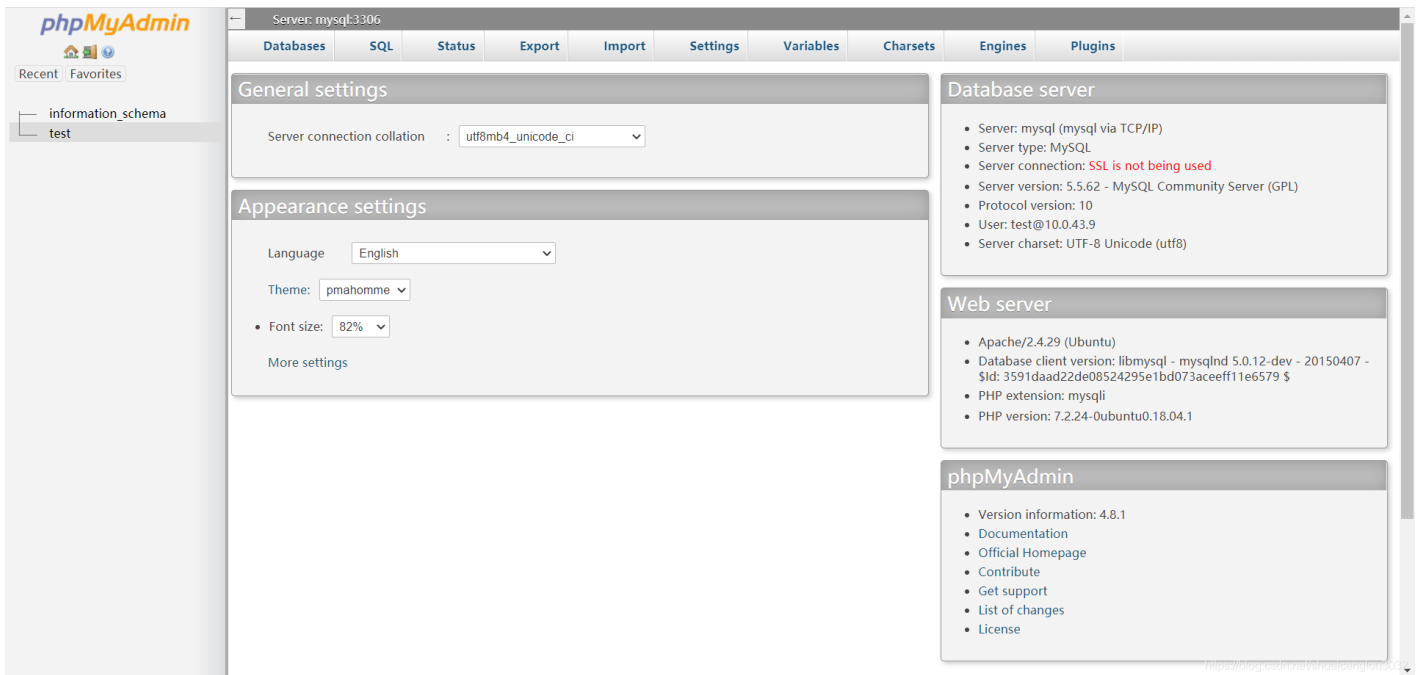 phpMyAdmin
Recent Favorites
information_schema
test
Server: mysql:3306
Databases SQL Status Export Import Settings Variables Charsets Engines Plugins
General settings
Server connection collation : utf8mb4_unicode_ci
Appearance settings
Language English
Theme: pmahomme
• Font size: 82%
More settings
Database server
• Server: mysql (mysql via TCP/IP)
• Server type: MySQL
• Server connection: SSL is not being used
• Server version: 5.5.62 - MySQL Community Server (GPL)
• Protocol version: 10
• User: test@10.0.43.9
• Server charset: UTF-8 Unicode (utf8)
Web server
• Apache/2.4.29 (Ubuntu)
• Database client version: libmysql - mysqlnd 5.0.12-dev - 20150407 -
$Id: 3591daad22de08524295e1bd073aceeff11e6579 $
• PHP extension: mysqli
• PHP version: 7.2.24-0ubuntu0.18.04.1
phpMyAdmin
• Version information: 4.8.1
• Documentation
• Official Homepage
• Contribute
• Get support
• List of changes
• License